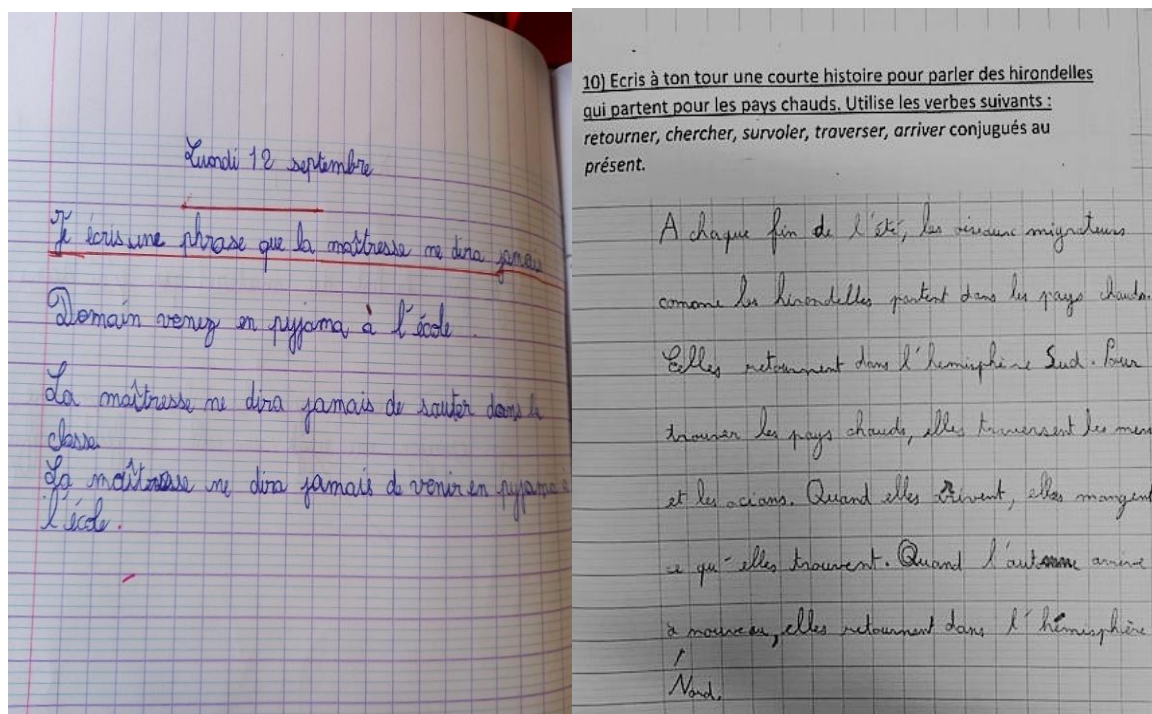 Lundi 12 septembre
Je écris une phrase que la maîtresse ne dira jamais
Demain venez en pyjama à l'école.
La maîtresse ne dira jamais de sauter dans la
classe
La maîtresse ne dira jamais de venir en pyjama à
l'école.
10) Ecris à ton tour une courte histoire pour parler des hirondelles
qui partent pour les pays chauds. Utilise les verbes suivants :
retourner, chercher, survoler, traverser, arriver conjugués au
présent.
A chaque fin de l'été, les oiseaux migrateurs
comme les hirondelles partent dans les pays chauds.
Elles retournent dans l'hemisphère Sud. Pour
trouver les pays chauds, elles traversent les mers
et les ocians. Quand elles arrivent, elles mangent
ce qu'elles trouvent. Quand l'automne arrive
à nouveau, elles retournent dans l'hémisphère
Nord.